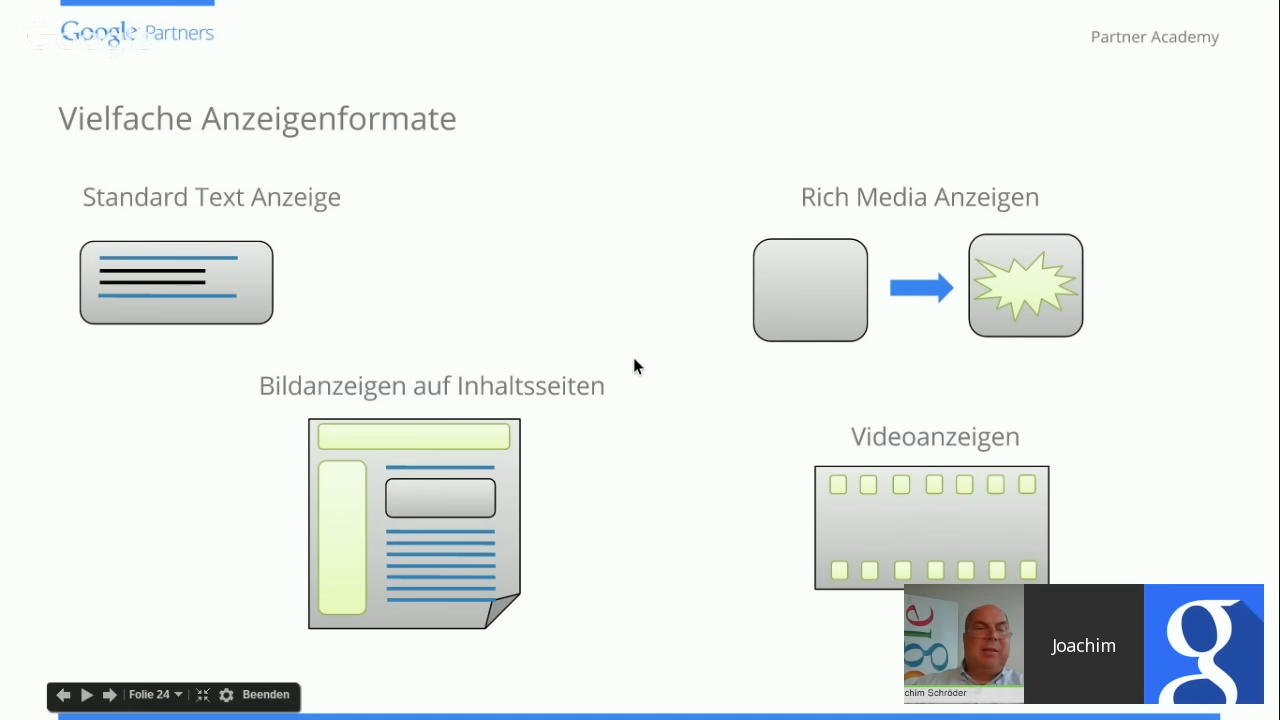 Google Partners
Partner Academy
Vielfache Anzeigenformate
Standard Text Anzeige
Rich Media Anzeigen
Bildanzeigen auf Inhaltsseiten
Videoanzeigen
Joachim
chim Schröder
Folie 24
Beenden